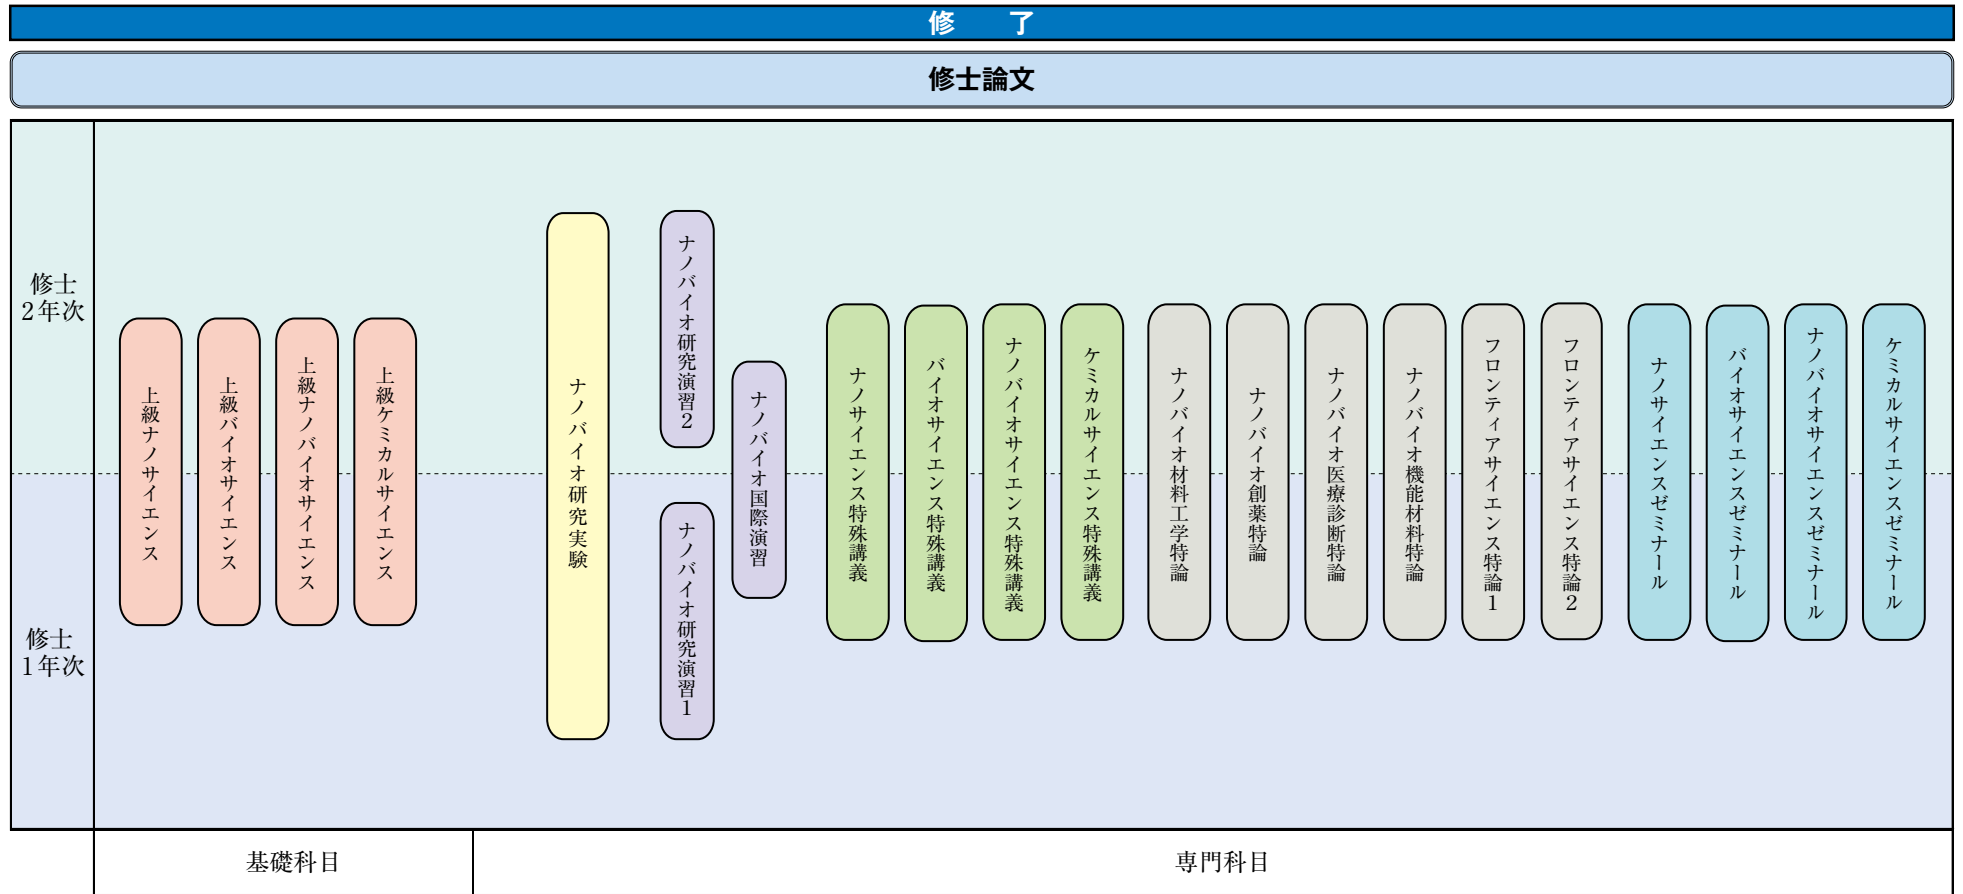 修　了
修士論文
修士
2年次
修士
1年次
上級ナノサイエンス
上級バイオサイエンス
上級ナノバイオサイエンス
上級ケミカルサイエンス
ナノバイオ研究実験
ナノバイオ研究演習2
ナノバイオ研究演習1
ナノバイオ国際演習
ナノサイエンス特殊講義
バイオサイエンス特殊講義
ナノバイオサイエンス特殊講義
ケミカルサイエンス特殊講義
ナノバイオ材料工学特論
ナノバイオ創薬特論
ナノバイオ医療診断特論
ナノバイオ機能材料特論
フロンティアサイエンス特論1
フロンティアサイエンス特論2
ナノサイエンスゼミナール
バイオサイエンスゼミナール
ナノバイオサイエンスゼミナール
ケミカルサイエンスゼミナール
基礎科目
専門科目